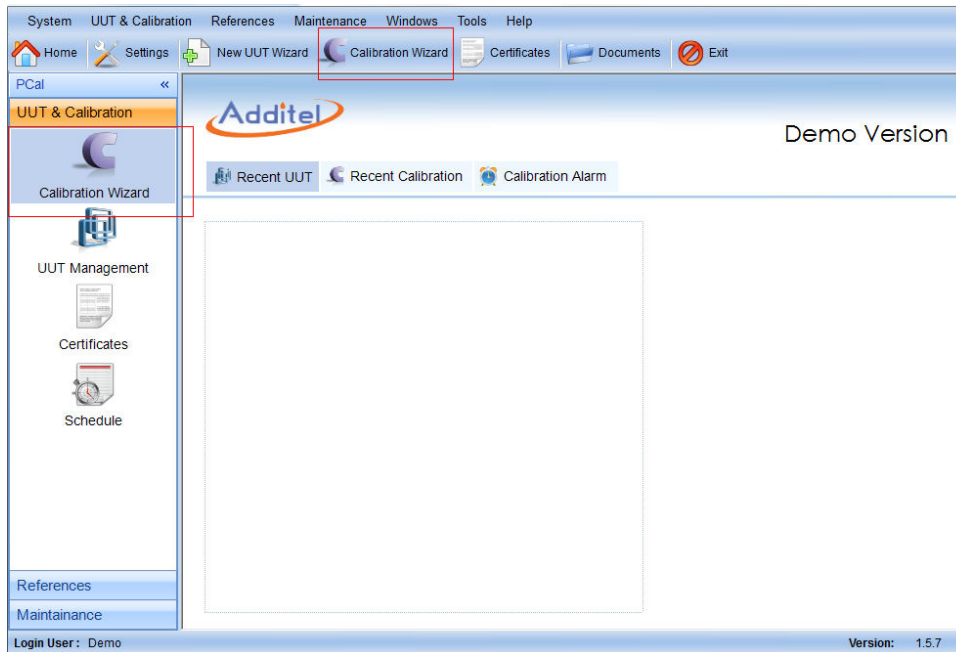 System UUT & Calibration References Maintenance Windows Tools Help
Home Settings New UUT Wizard Calibration Wizard Certificates Documents Exit
PCal «
UUT & Calibration
Calibration Wizard
UUT Management
Certificates
Schedule
References
Maintainance
Additel
Demo Version
Recent UUT Recent Calibration Calibration Alarm
Login User : Demo Version: 1.5.7